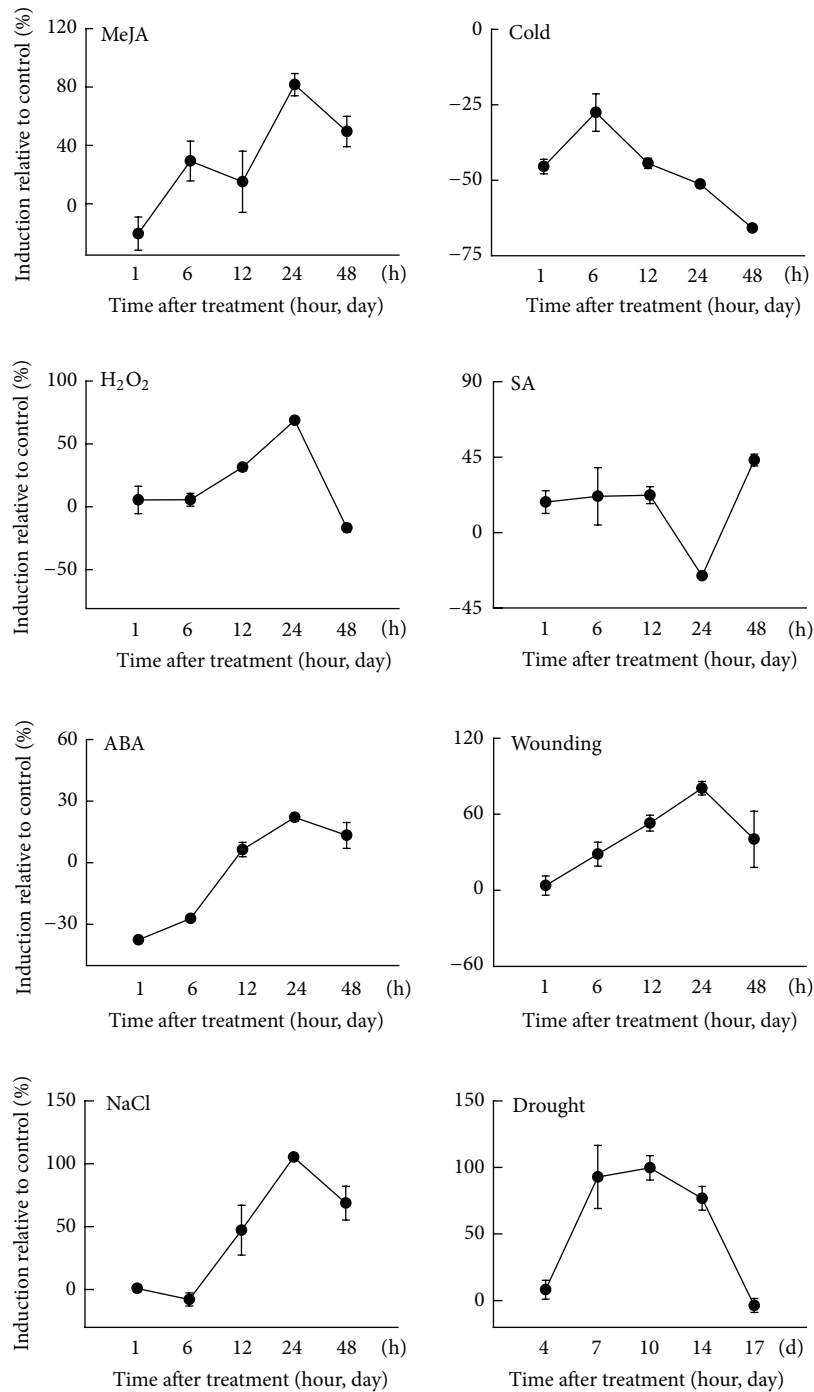 Induction relative to control (%)
MeJA
120
80
40
0
1 6 12 24 48 (h)
Time after treatment (hour, day)
Cold
0
−25
−50
−75
1 6 12 24 48 (h)
Time after treatment (hour, day)
Induction relative to control (%)
H₂O₂
100
50
0
−50
1 6 12 24 48 (h)
Time after treatment (hour, day)
SA
90
45
0
−45
1 6 12 24 48 (h)
Time after treatment (hour, day)
Induction relative to control (%)
ABA
60
30
0
−30
1 6 12 24 48 (h)
Time after treatment (hour, day)
Wounding
120
60
0
−60
1 6 12 24 48 (h)
Time after treatment (hour, day)
Induction relative to control (%)
NaCl
150
100
50
0
1 6 12 24 48 (h)
Time after treatment (hour, day)
Drought
150
100
50
0
4 7 10 14 17 (d)
Time after treatment (hour, day)